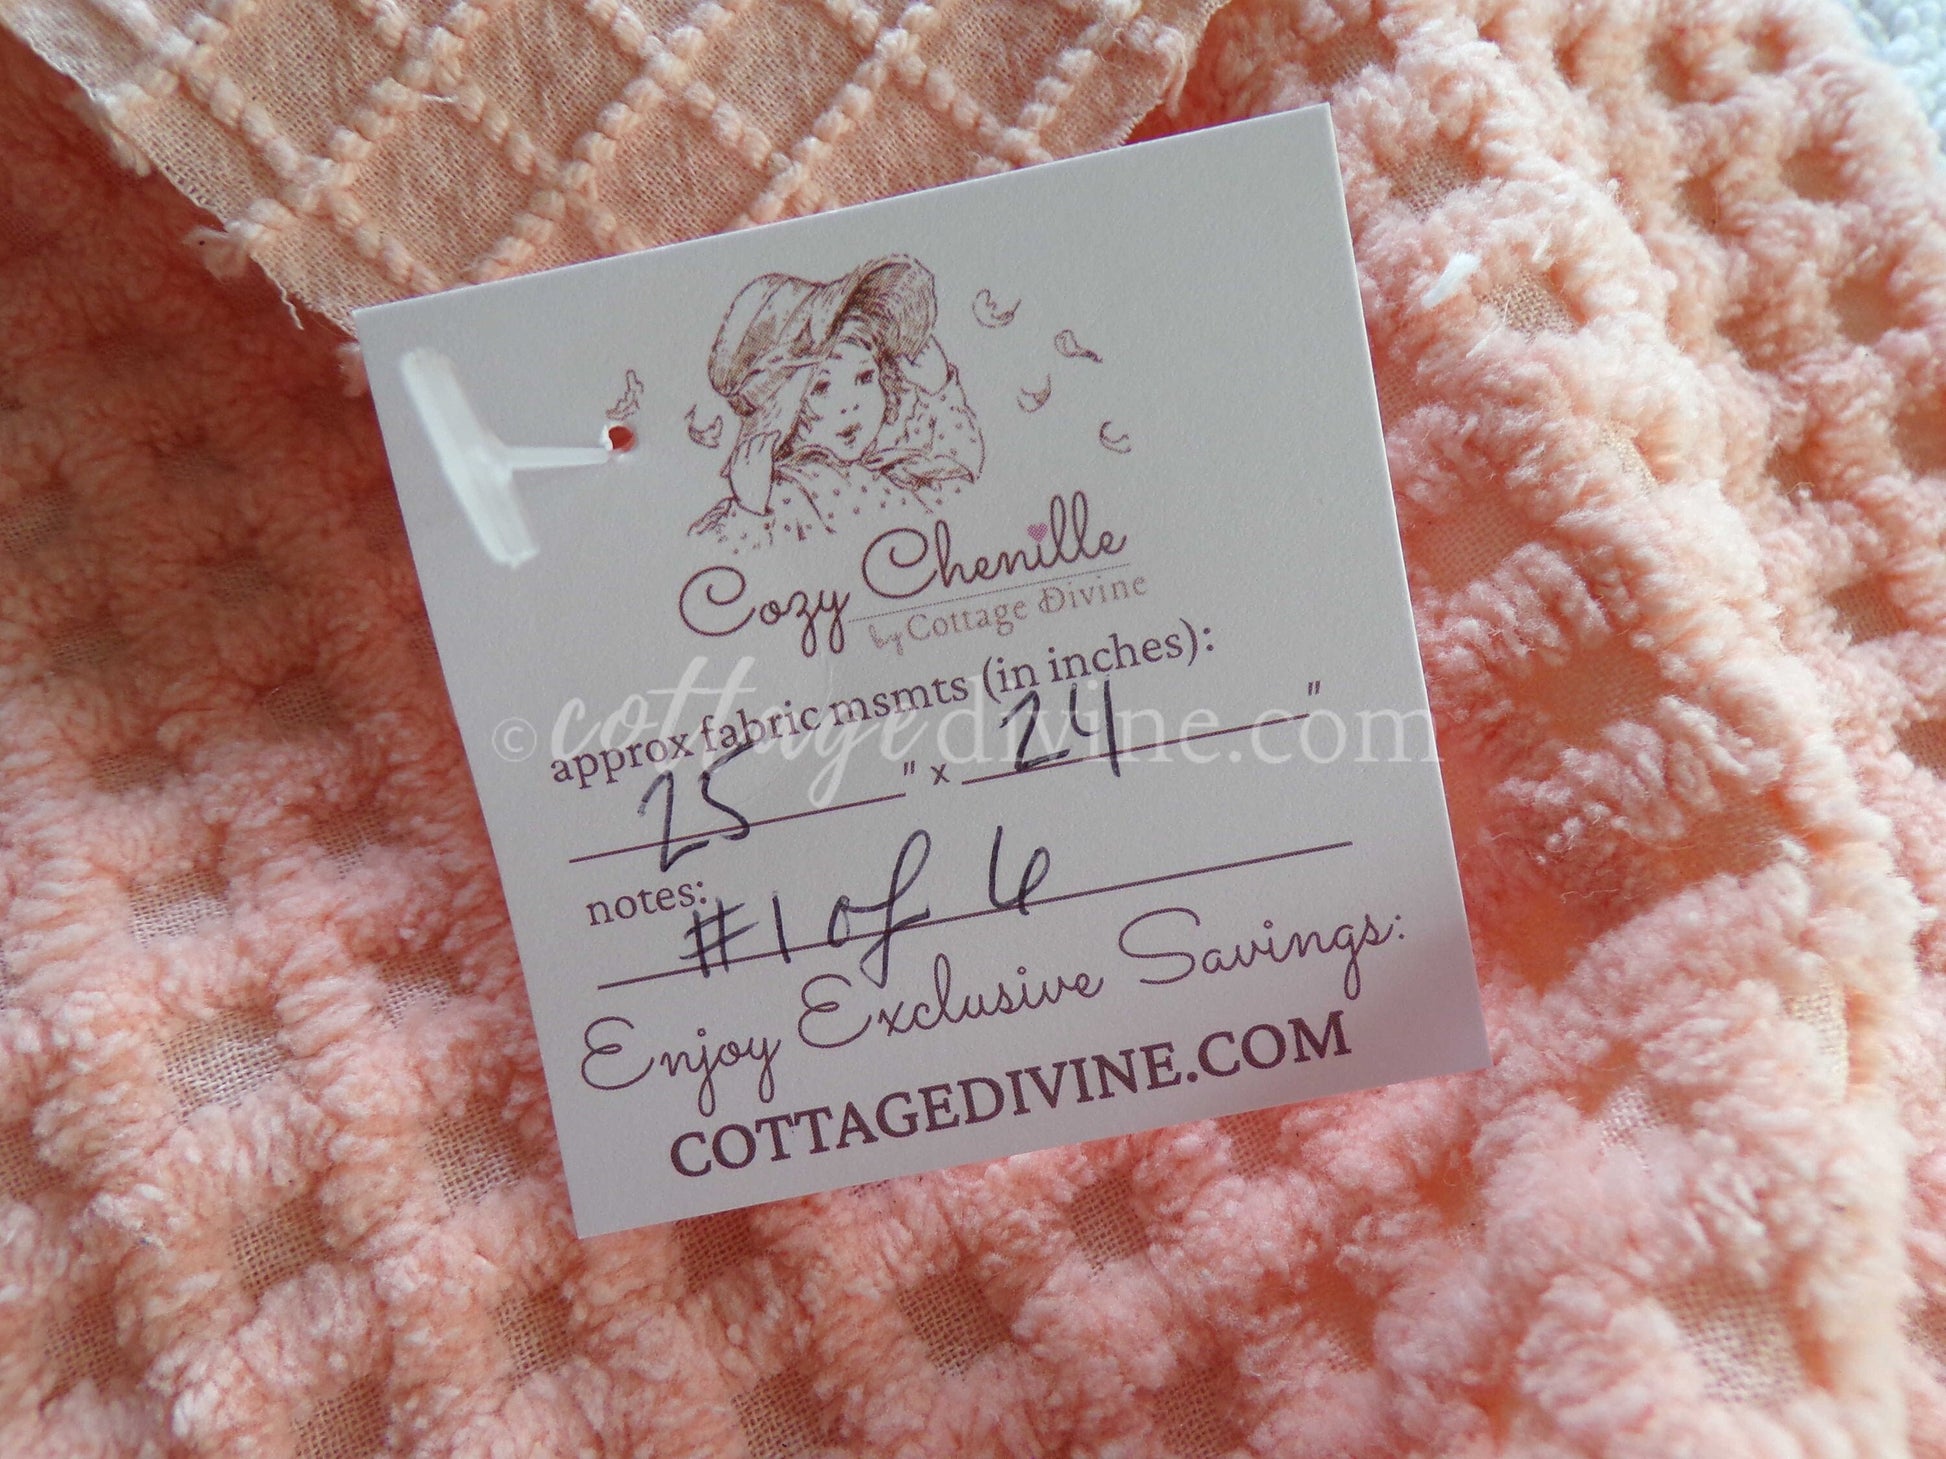 Cozy Chenille
by Cottage Divine
approx fabric msmts (in inches):
25 " x 24 "
notes: #1 of 6
Enjoy Exclusive Savings:
COTTAGEDIVINE.COM
© cottagedivine.com